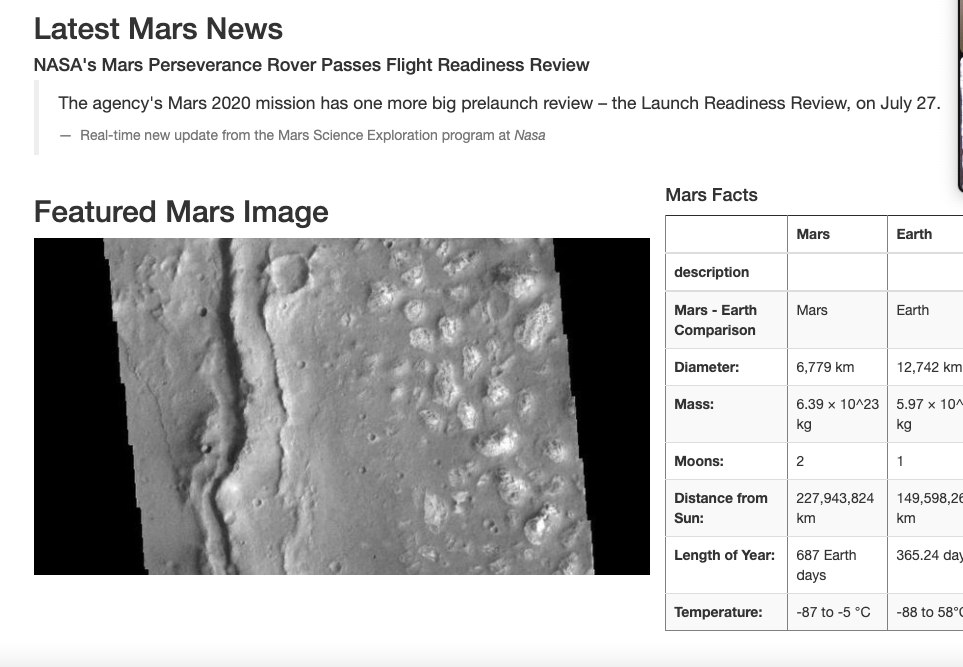 Latest Mars News
NASA's Mars Perseverance Rover Passes Flight Readiness Review
The agency's Mars 2020 mission has one more big prelaunch review – the Launch Readiness Review, on July 27.
— Real-time new update from the Mars Science Exploration program at Nasa
Featured Mars Image
Mars Facts
Mars Earth
description
Mars - Earth Comparison Mars Earth
Diameter: 6,779 km 12,742 km
Mass: 6.39 × 10^23 kg 5.97 × 10^ kg
Moons: 2 1
Distance from Sun: 227,943,824 km 149,598,26 km
Length of Year: 687 Earth days 365.24 day
Temperature: -87 to -5 °C -88 to 58°C